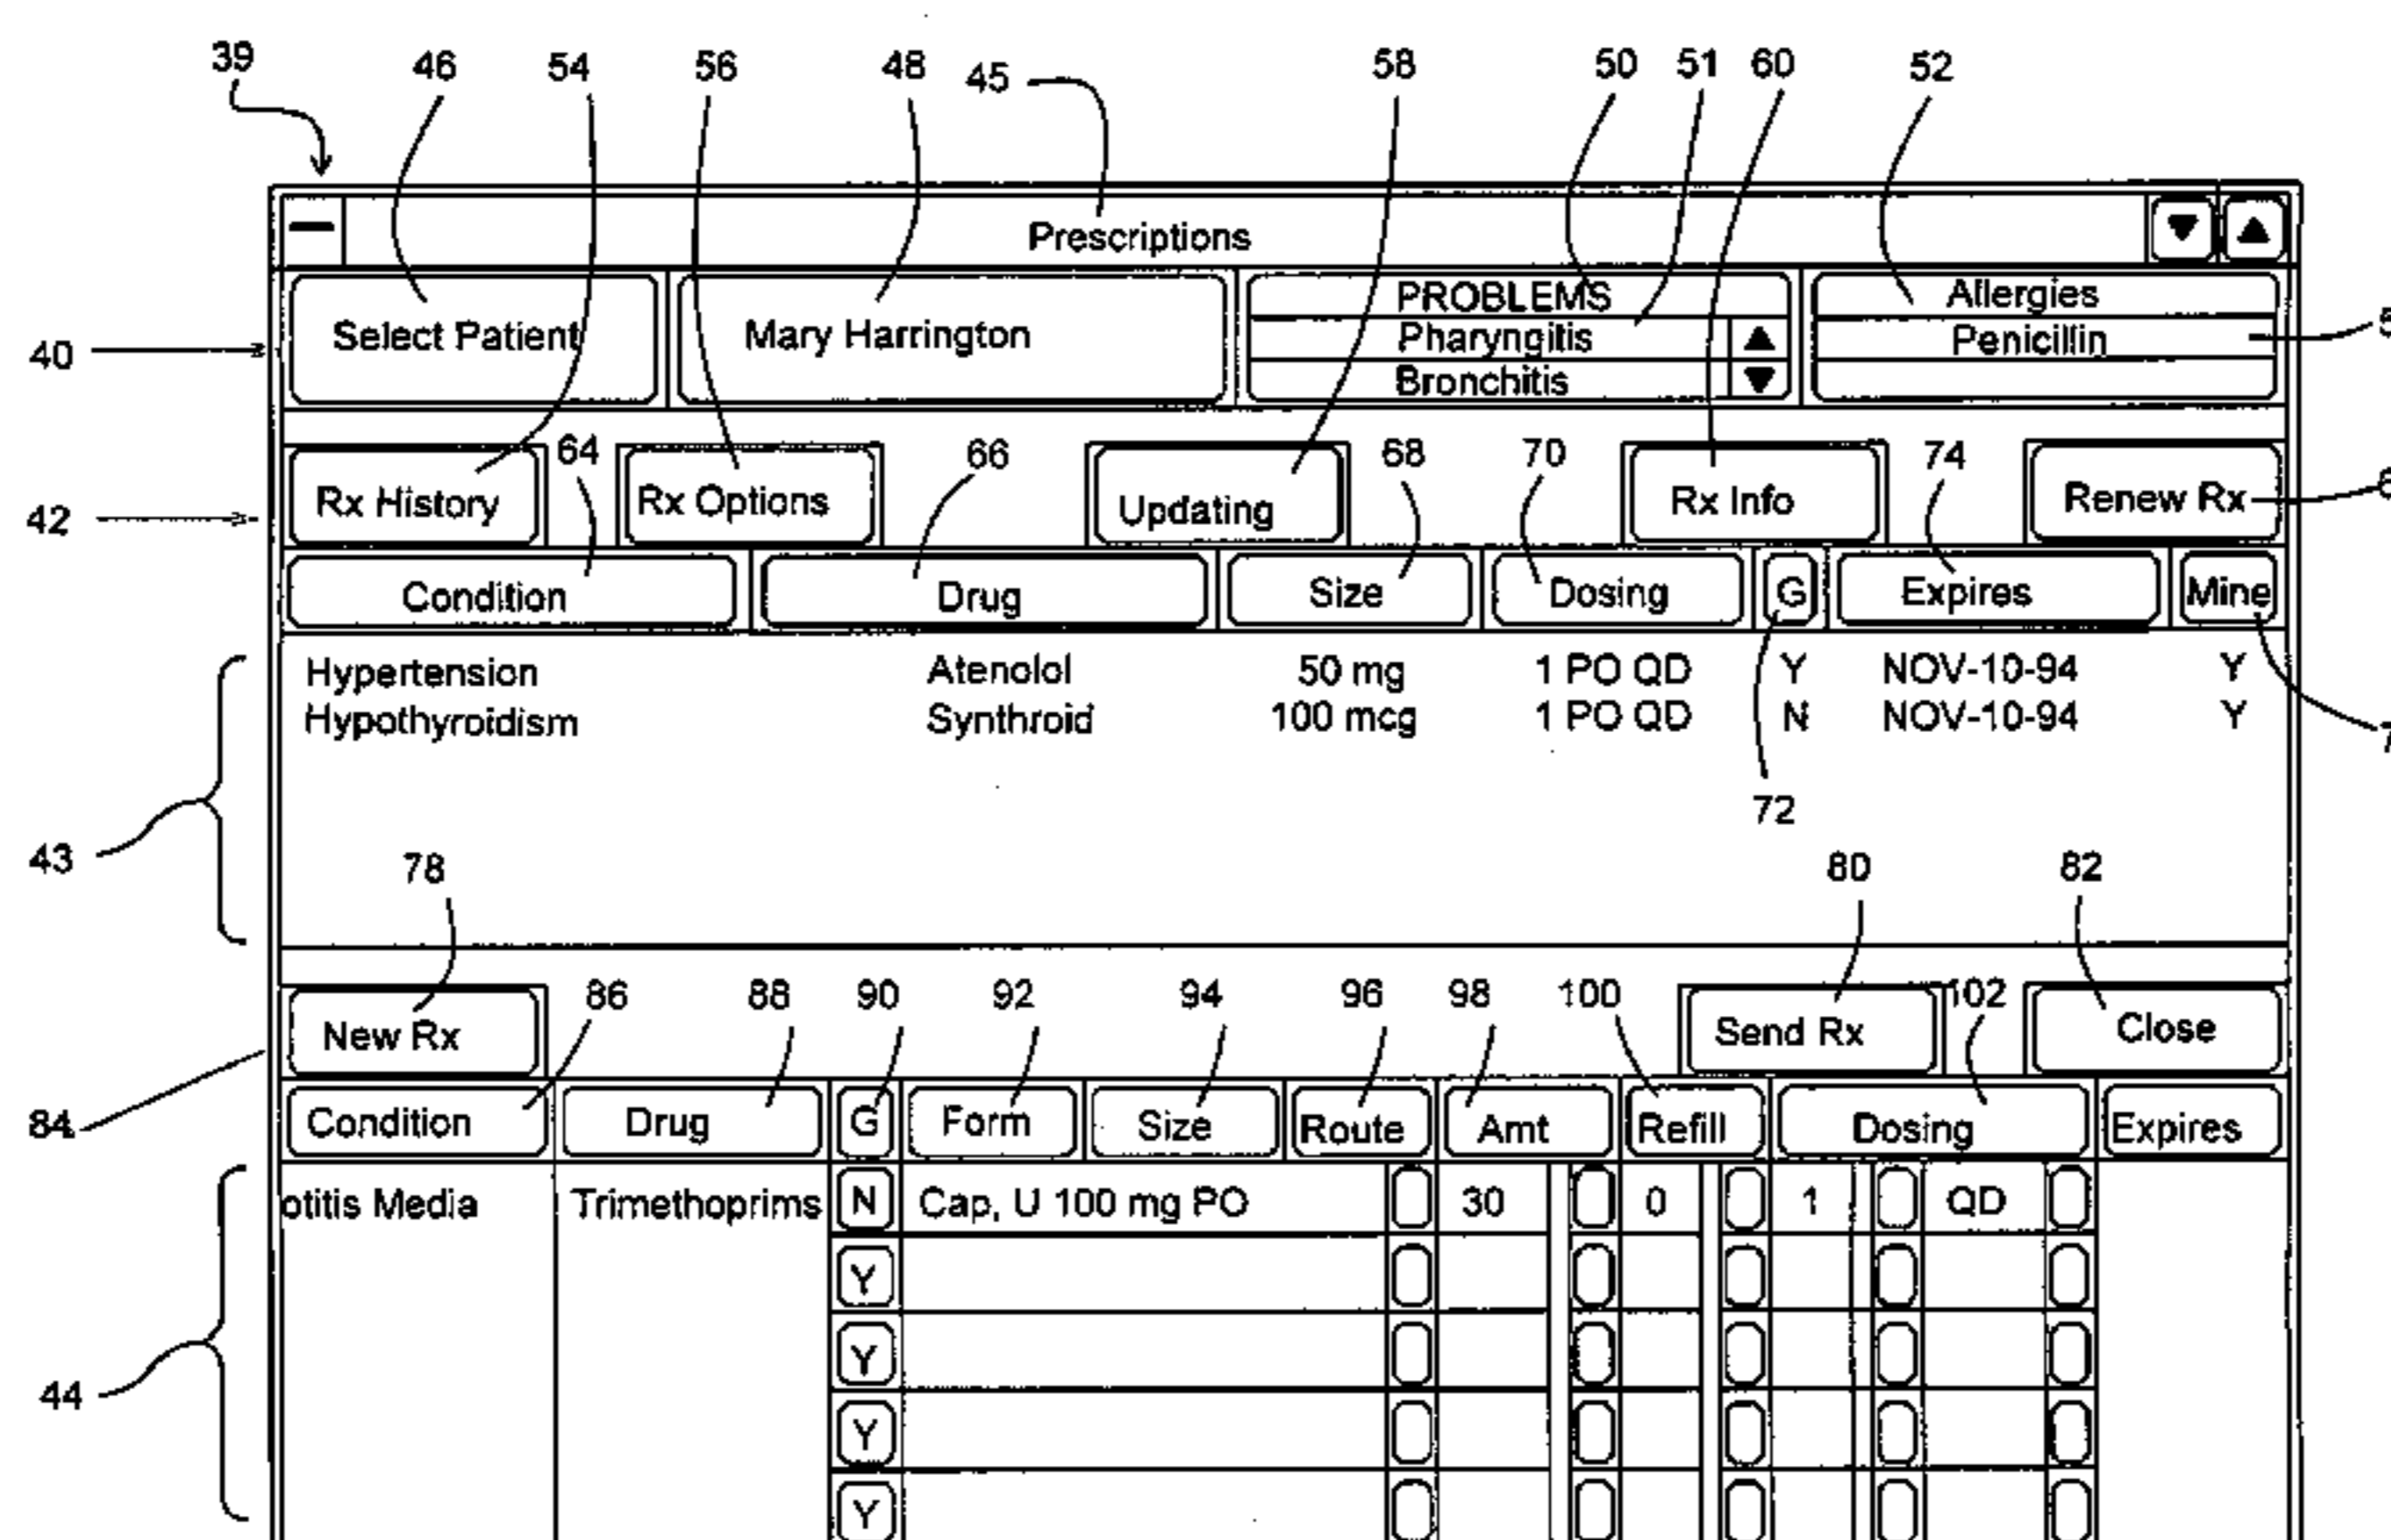 39 46 54 56 48 45 58 50 51 60 52
Prescriptions
40 Select Patient Mary Harrington PROBLEMS Allergies
Pharyngitis Penicillin
Bronchitis
64 66 68 70 74
42 Rx History Rx Options Updating Rx Info Renew Rx
Condition Drug Size Dosing G Expires Mine
Hypertension Atenolol 50 mg 1 PO QD Y NOV-10-94 Y
Hypothyroidism Synthroid 100 mcg 1 PO QD N NOV-10-94 Y
72
43 78 80 82
86 88 90 92 94 96 98 100 102
New Rx Send Rx Close
84 Condition Drug G Form Size Route Amt Refill Dosing Expires
otitis Media Trimethoprims N Cap, U 100 mg PO 30 0 1 QD
Y
Y
44 Y
Y